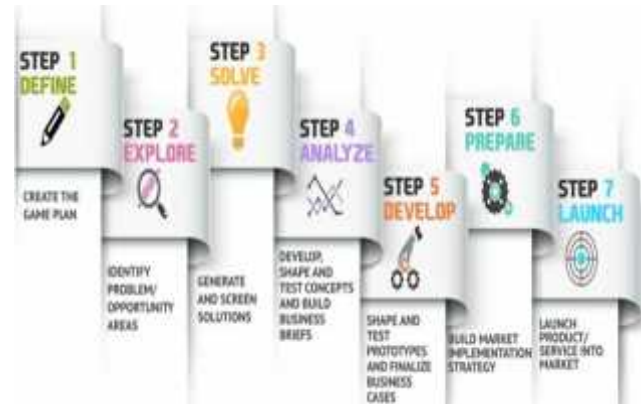 STEP 1
DEFINE
CREATE THE
GAME PLAN
STEP 2
EXPLORE
IDENTIFY
PROBLEM/
OPPORTUNITY
AREAS
STEP 3
SOLVE
GENERATE
AND SCREEN
SOLUTIONS
STEP 4
ANALYZE
DEVELOP,
SHAPE AND
TEST CONCEPTS
AND BUILD
BUSINESS
BRIEFS
STEP 5
DEVELOP
SHAPE AND
TEST
PROTOTYPES
AND FINALIZE
BUSINESS
CASES
STEP 6
PREPARE
BUILD MARKET
IMPLEMENTATION
STRATEGY
STEP 7
LAUNCH
LAUNCH
PRODUCT/
SERVICE INTO
MARKET